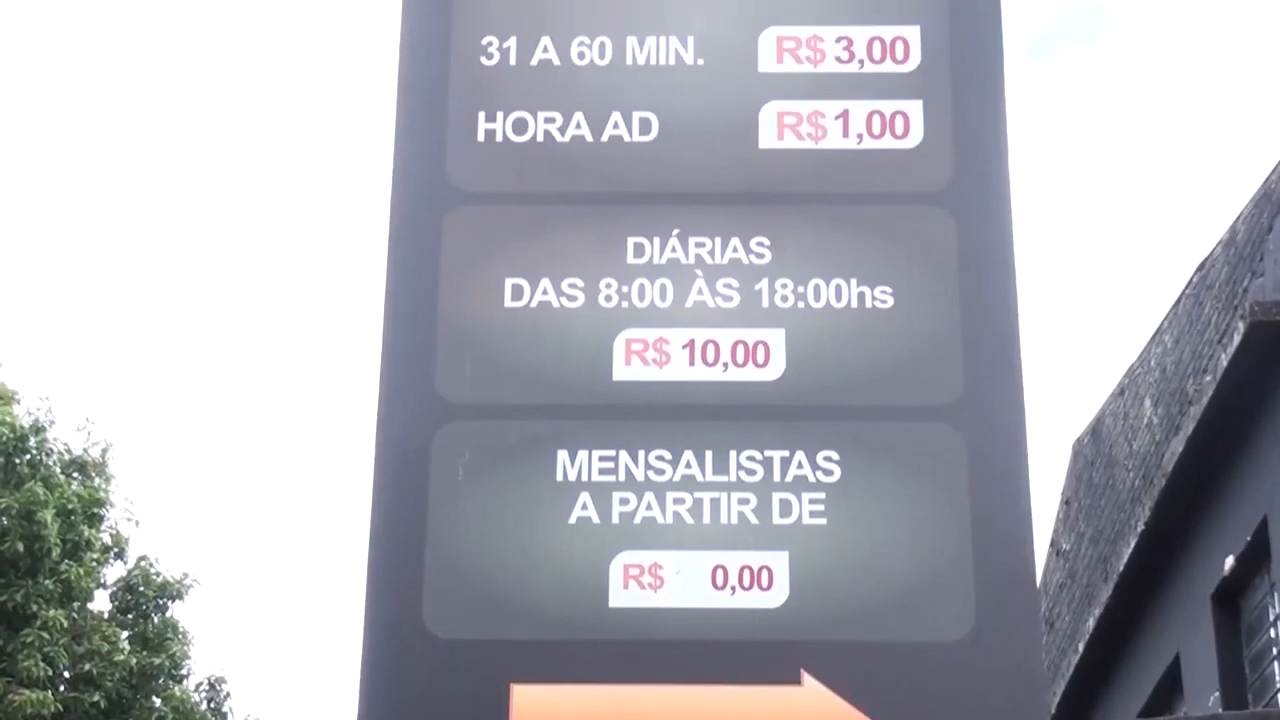 31 A 60 MIN. R$ 3,00
HORA AD R$ 1,00
DIÁRIAS
DAS 8:00 ÀS 18:00hs
R$ 10,00
MENSALISTAS
A PARTIR DE
R$ 0,00